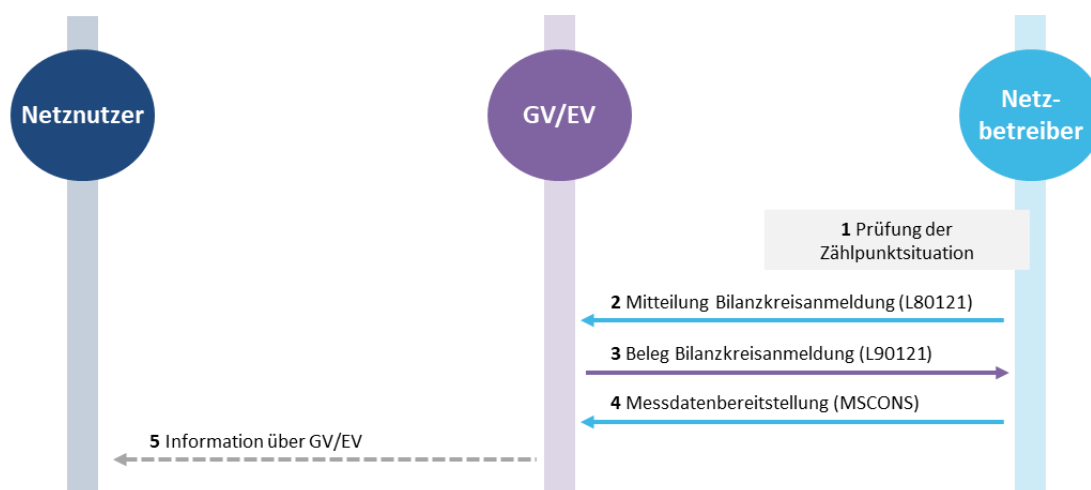 Netznutzer
GV/EV
Netz-
betreiber
1 Prüfung der
Zählpunktsituation
2 Mitteilung Bilanzkreisanmeldung (L80121)
3 Beleg Bilanzkreisanmeldung (L90121)
4 Messdatenbereitstellung (MSCONS)
5 Information über GV/EV